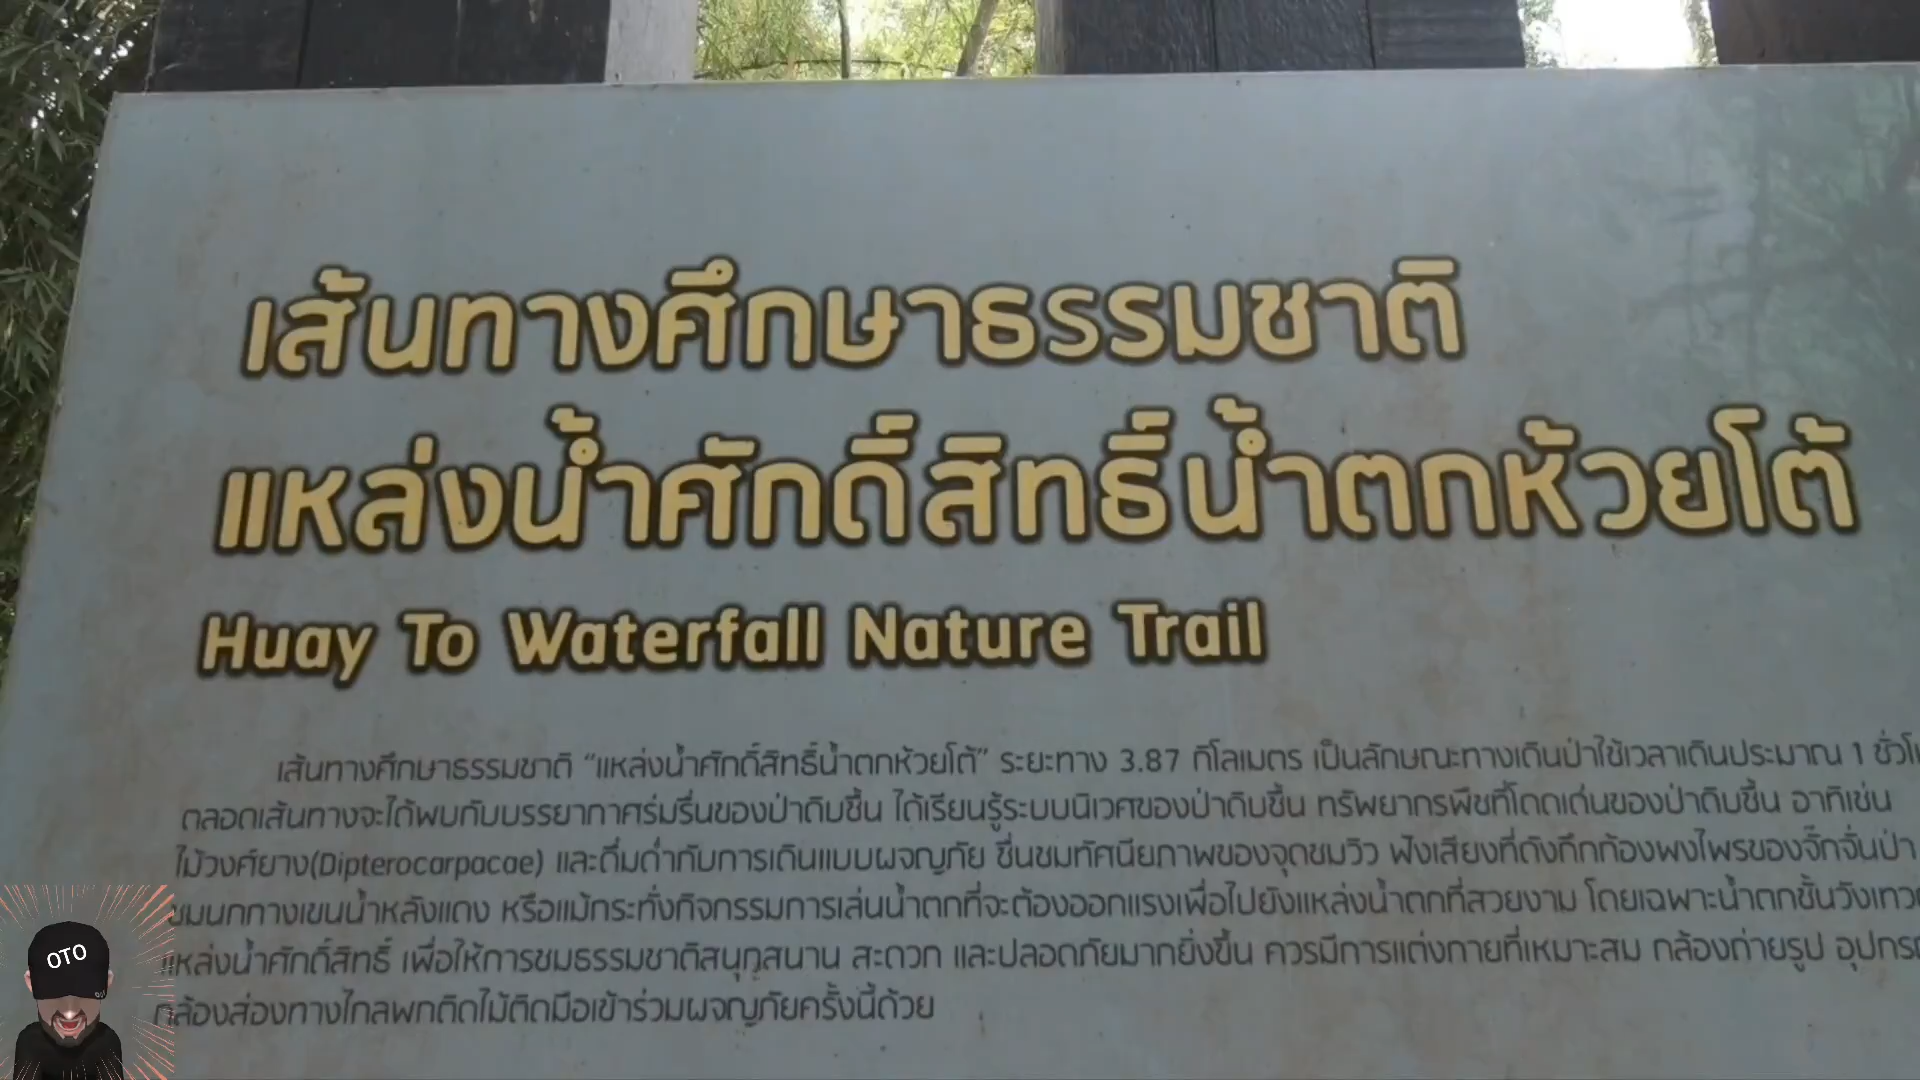 เส้นทางศึกษาธรรมชาติ
แหล่งน้ำศักดิ์สิทธิ์น้ำตกห้วยโต้
Huay To Waterfall Nature Trail
เส้นทางศึกษาธรรมชาติ “แหล่งน้ำศักดิ์สิทธิ์น้ำตกห้วยโต้” ระยะทาง 3.87 กิโลเมตร เป็นลักษณะทางเดินป่าใช้เวลาเดินประมาณ 1
ตลอดเส้นทางจะได้พบกับบรรยากาศร่มรื่นของป่าดิบชื้น ได้เรียนรู้ระบบนิเวศของป่าดิบชื้น ทรัพยากรพืชที่โดดเด่นของป่าดิบชื้น อาทิเช่น
ไม้วงศ์ยาง(Dipterocarpacae) และดื่มด่ำกับการเดินแบบผจญภัย ชื่นชมทัศนียภาพของจุดชมวิว ฟังเสียงที่ดังกึกก้องพงไพรของจั๊กจั่นป่า
ชมนกกางเขนน้ำหลังแดง หรือแม้กระทั่งกิจกรรมการเล่นน้ำตกที่จะต้องออกแรงเพื่อไปยังแหล่งน้ำตกที่สวยงาม โดยเฉพาะน้ำตกชั้น
แหล่งน้ำศักดิ์สิทธิ์ เพื่อให้การชมธรรมชาติสนุกสนาน สะดวก และปลอดภัยมากยิ่งขึ้น ควรมีการแต่งกายที่เหมาะสม กล้องถ่ายรูป
กล้องส่องทางไกลพกติดไม้ติดมือเข้าร่วมผจญภัยครั้งนี้ด้วย
OTO